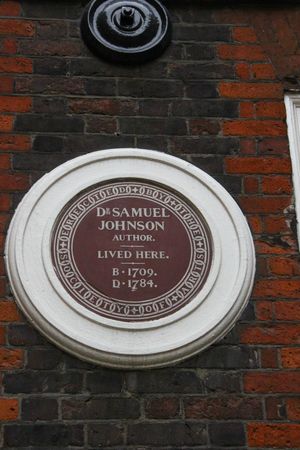 DR SAMUEL
JOHNSON
AUTHOR.
LIVED HERE.
B·1709.
D·1784.